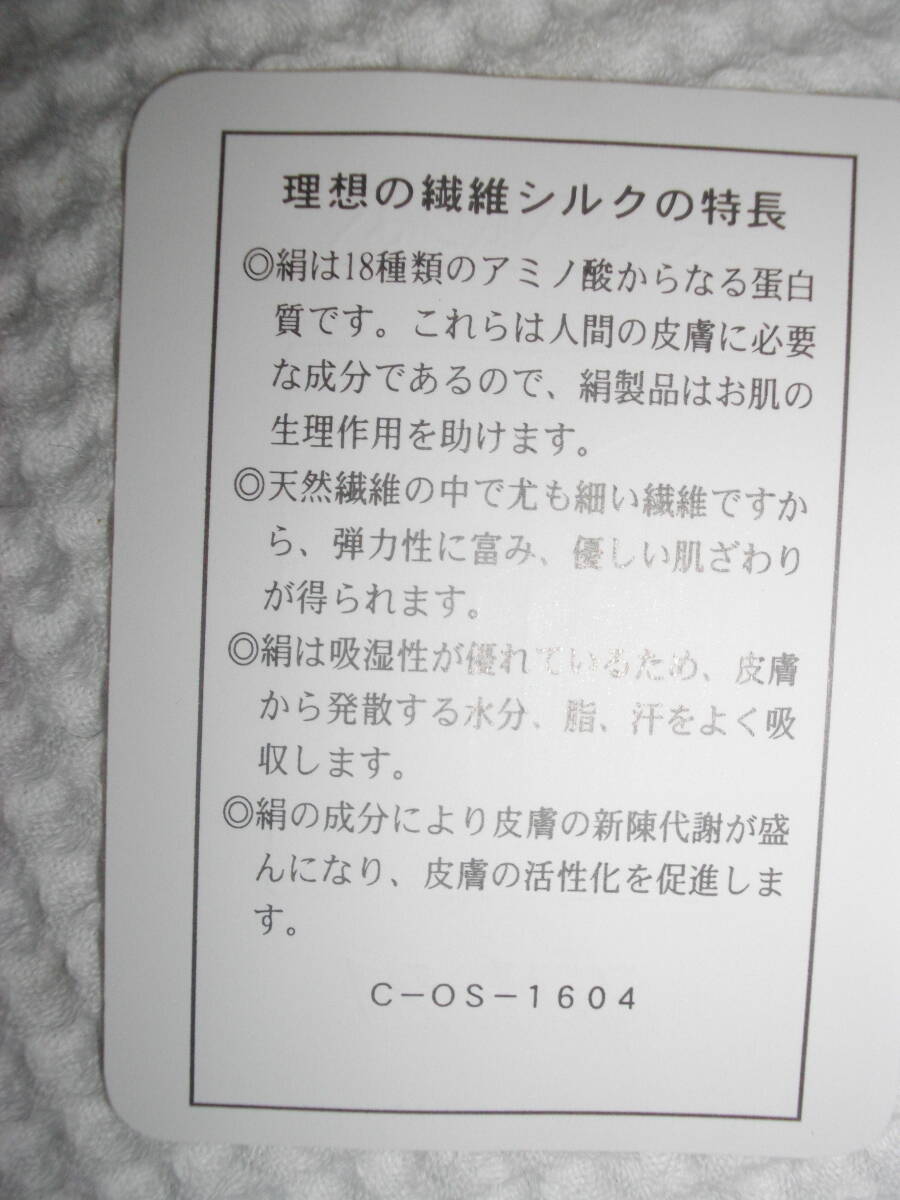 理想の繊維シルクの特長
◎絹は18種類のアミノ酸からなる蛋白
質です。これらは人間の皮膚に必要
な成分であるので、絹製品はお肌の
生理作用を助けます。
◎天然繊維の中で尤も細い繊維ですか
ら、弾力性に富み、優しい肌ざわり
が得られます。
◎絹は吸湿性が優れているため、皮膚
から発散する水分、脂、汗をよく吸
収します。
◎絹の成分により皮膚の新陳代謝が盛
んになり、皮膚の活性化を促進しま
す。
C－OS－1604